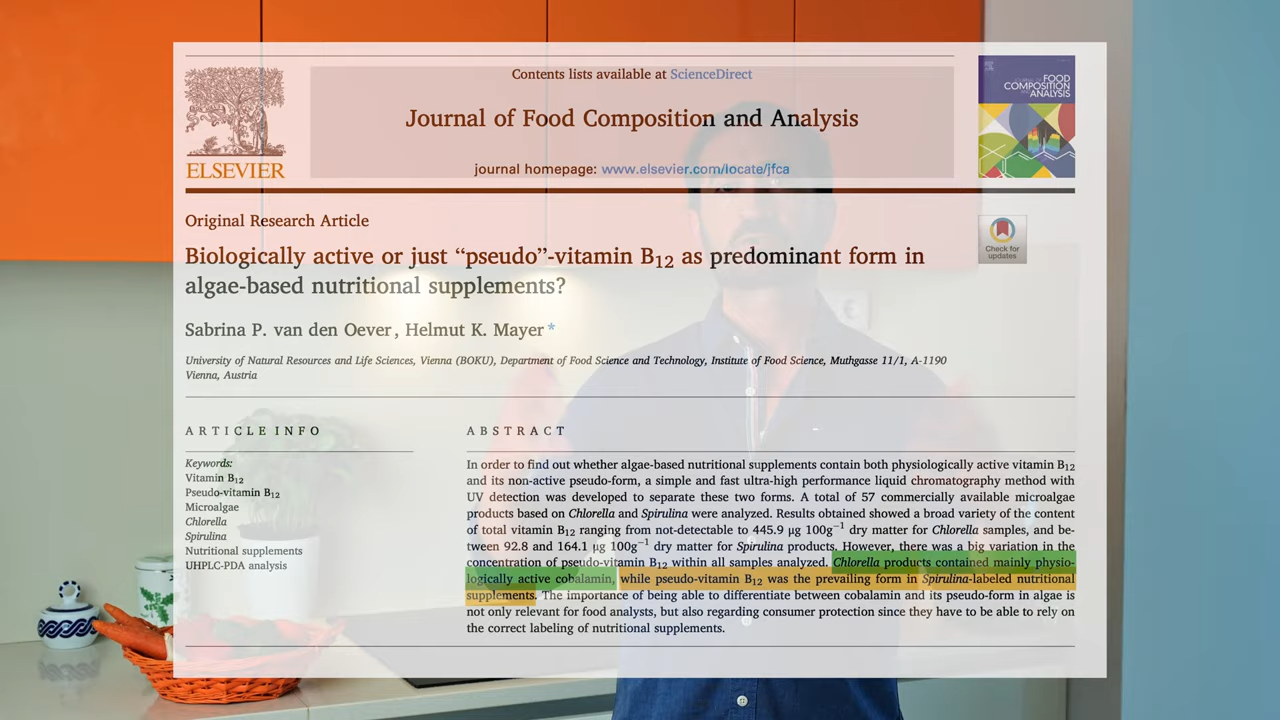 Contents lists available at ScienceDirect
Journal of Food Composition and Analysis
journal homepage: www.elsevier.com/locate/jfca
ELSEVIER
FOOD
COMPOSITION
AND ANALYSIS
Original Research Article
Check for
updates
Biologically active or just “pseudo”-vitamin B12 as predominant form in
algae-based nutritional supplements?
Sabrina P. van den Oever, Helmut K. Mayer*
University of Natural Resources and Life Sciences, Vienna (BOKU), Department of Food Science and Technology, Institute of Food Science, Muthgasse 11/1, A-1190
Vienna, Austria
ARTICLE INFO
Keywords:
Vitamin B12
Pseudo-vitamin B12
Microalgae
Chlorella
Spirulina
Nutritional supplements
UHPLC-PDA analysis
ABSTRACT
In order to find out whether algae-based nutritional supplements contain both physiologically active vitamin B12
and its non-active pseudo-form, a simple and fast ultra-high performance liquid chromatography method with
UV detection was developed to separate these two forms. A total of 57 commercially available microalgae
products based on Chlorella and Spirulina were analyzed. Results obtained showed a broad variety of the content
of total vitamin B12 ranging from not-detectable to 445.9 μg 100g−1 dry matter for Chlorella samples, and be-
tween 92.8 and 164.1 μg 100g−1 dry matter for Spirulina products. However, there was a big variation in the
concentration of pseudo-vitamin B12 within all samples analyzed. Chlorella products contained mainly physio-
logically active cobalamin, while pseudo-vitamin B12 was the prevailing form in Spirulina-labeled nutritional
supplements. The importance of being able to differentiate between cobalamin and its pseudo-form in algae is
not only relevant for food analysts, but also regarding consumer protection since they have to be able to rely on
the correct labeling of nutritional supplements.